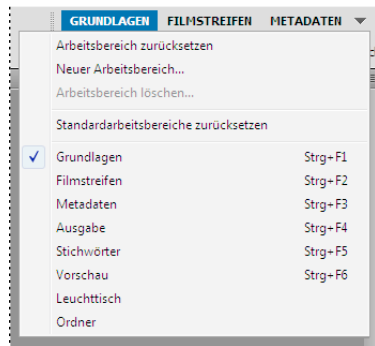 GRUNDLAGEN FILMSTREIFEN METADATEN
Arbeitsbereich zurücksetzen
Neuer Arbeitsbereich...
Arbeitsbereich löschen...
Standardarbeitsbereiche zurücksetzen
Grundlagen Strg+F1
Filmstreifen Strg+F2
Metadaten Strg+F3
Ausgabe Strg+F4
Stichwörter Strg+F5
Vorschau Strg+F6
Leuchttisch
Ordner